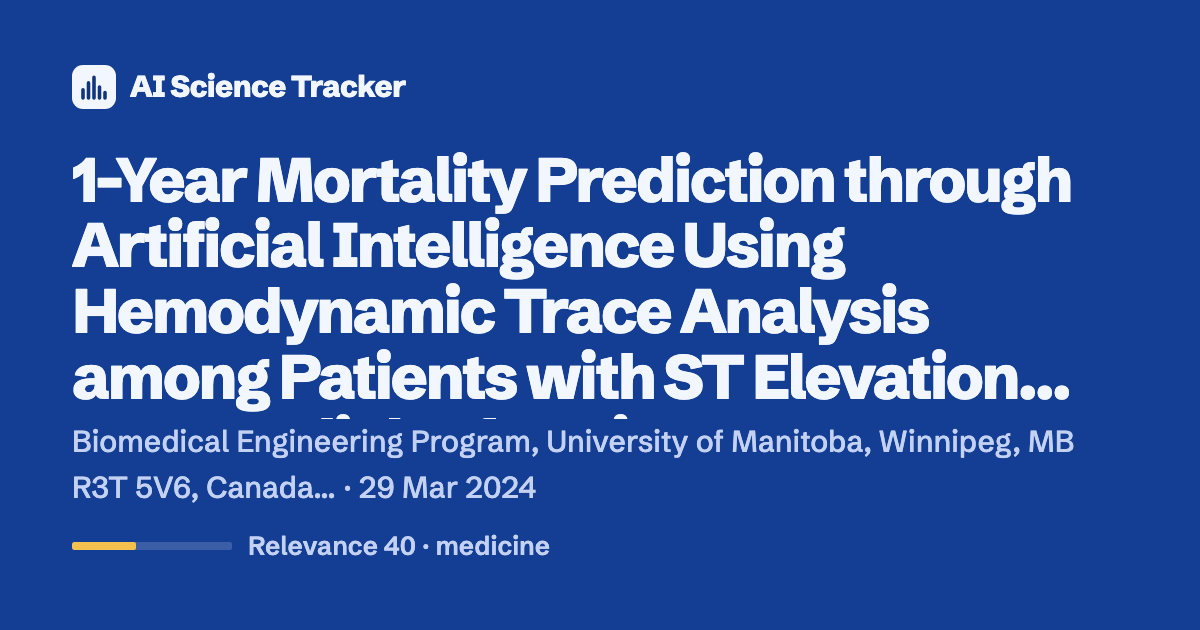 AI Science Tracker
1-Year Mortality Prediction through
Artificial Intelligence Using
Hemodynamic Trace Analysis
among Patients with ST Elevation...
Biomedical Engineering Program, University of Manitoba, Winnipeg, MB
R3T 5V6, Canada... · 29 Mar 2024
Relevance 40 · medicine